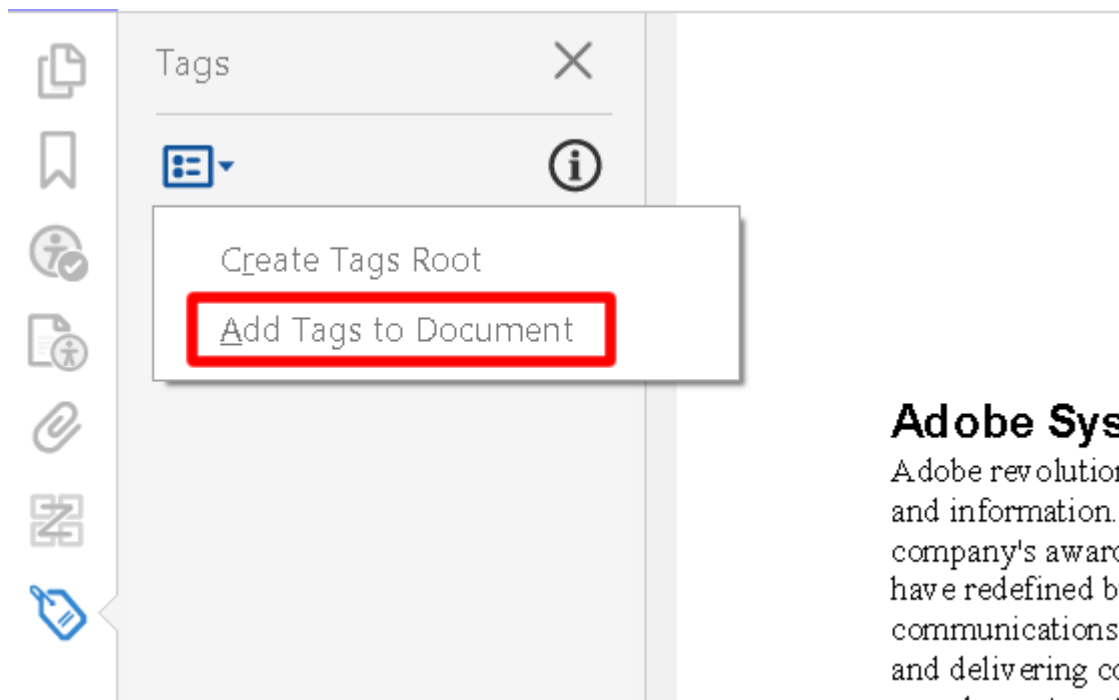 Tags
Create Tags Root
Add Tags to Document
Adobe Sys
Adobe revolution
and information.
company's award
have redefined b
communications
and delivering co